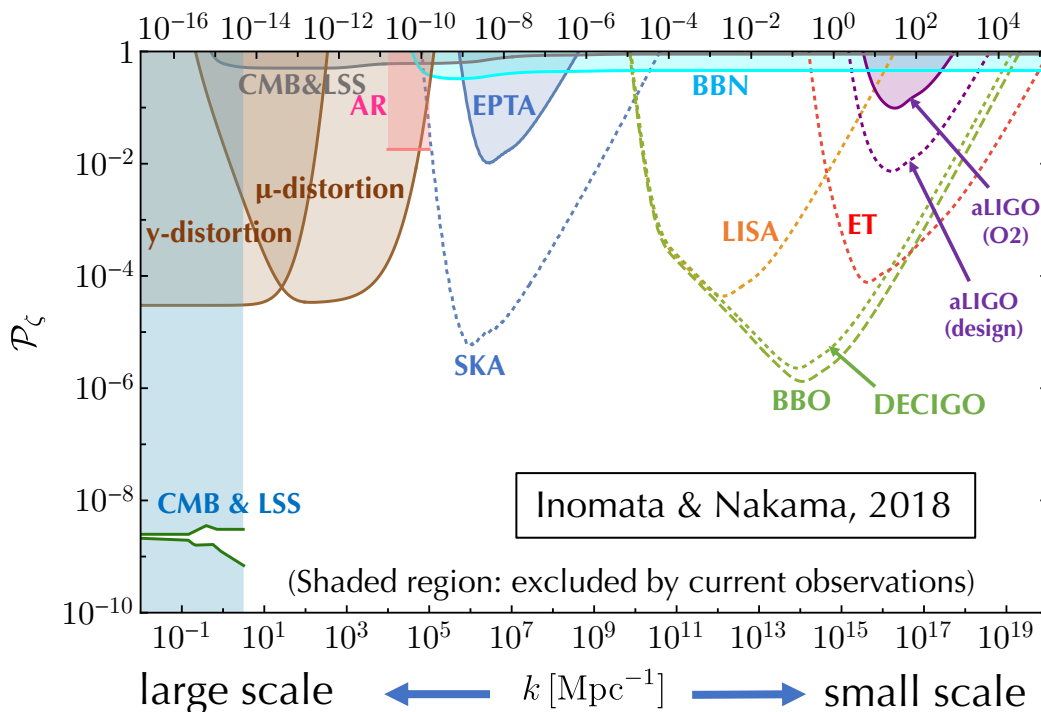 10⁻¹⁶ 10⁻¹⁴ 10⁻¹² 10⁻¹⁰ 10⁻⁸ 10⁻⁶ 10⁻⁴ 10⁻² 10⁰ 10² 10⁴
1
CMB&LSS
BBN
AR
EPTA
10⁻²
μ-distortion
aLIGO
(O2)
y-distortion
LISA
ET
10⁻⁴
aLIGO
(design)
𝒫ζ
SKA
10⁻⁶
BBO
DECIGO
10⁻⁸
CMB & LSS
Inomata & Nakama, 2018
(Shaded region: excluded by current observations)
10⁻¹⁰
10⁻¹ 10¹ 10³ 10⁵ 10⁷ 10⁹ 10¹¹ 10¹³ 10¹⁵ 10¹⁷ 10¹⁹
large scale k [Mpc⁻¹] small scale